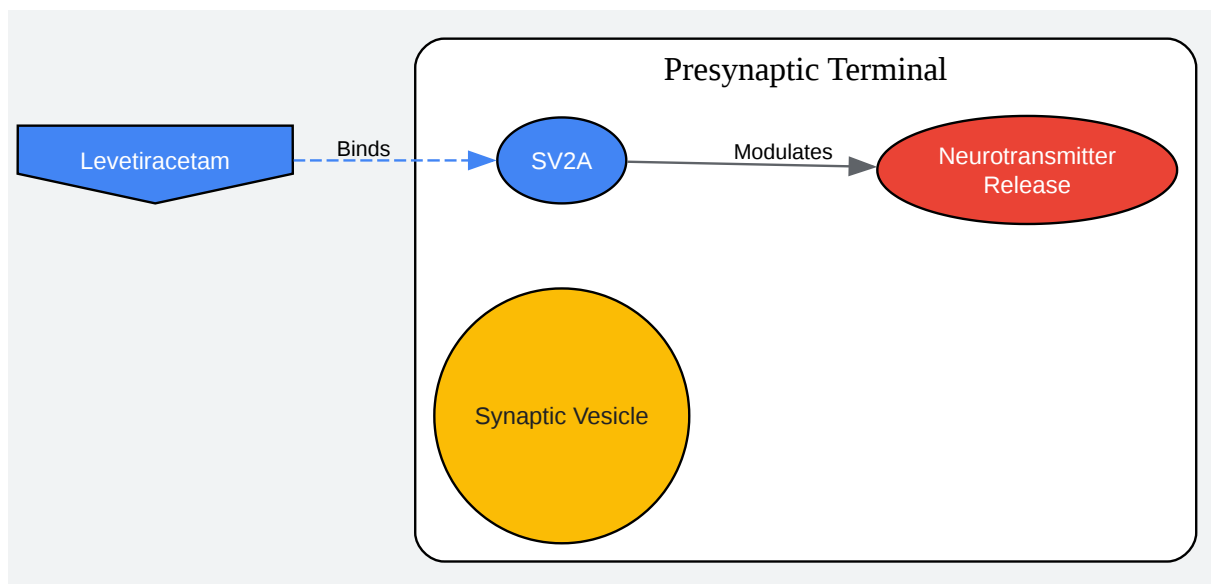 Presynaptic Terminal
Levetiracetam
Binds
SV2A
Modulates
Neurotransmitter
Release
Synaptic Vesicle